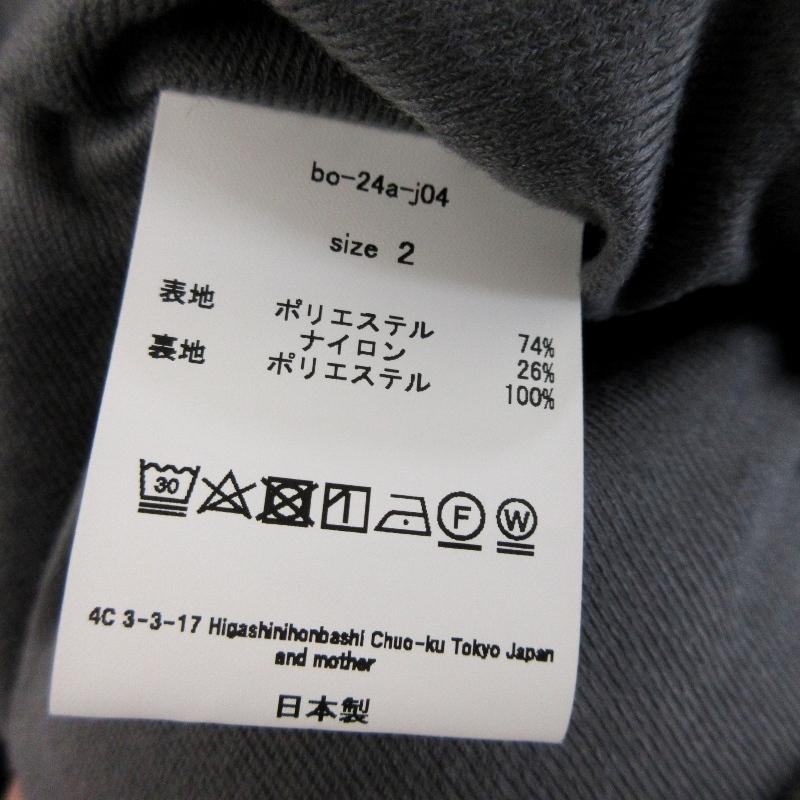 bo-24a-j04
size 2
表地 ポリエステル 74%
ナイロン 26%
裏地 ポリエステル 100%
30 F W
4C 3-3-17 Higashinihonbashi Chuo-ku Tokyo Japan
and mother
日本製